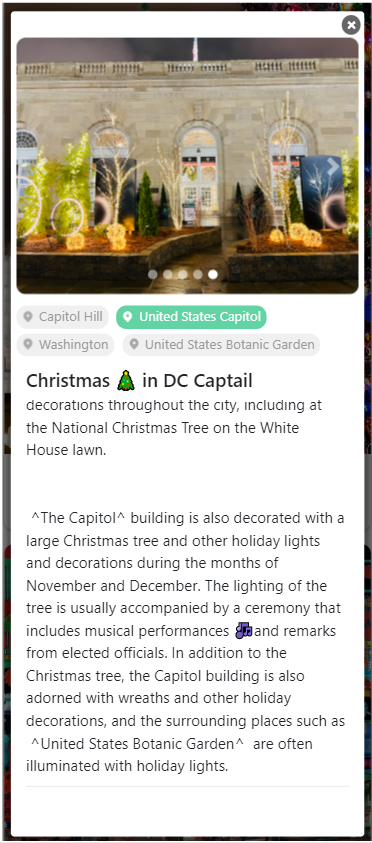 Capitol Hill United States Capitol
Washington United States Botanic Garden
Christmas 🎄 in DC Captail
decorations throughout the city, including at
the National Christmas Tree on the White
House lawn.
^The Capitol^ building is also decorated with a
large Christmas tree and other holiday lights
and decorations during the months of
November and December. The lighting of the
tree is usually accompanied by a ceremony that
includes musical performances 🎶and remarks
from elected officials. In addition to the
Christmas tree, the Capitol building is also
adorned with wreaths and other holiday
decorations, and the surrounding places such as
^United States Botanic Garden^ are often
illuminated with holiday lights.